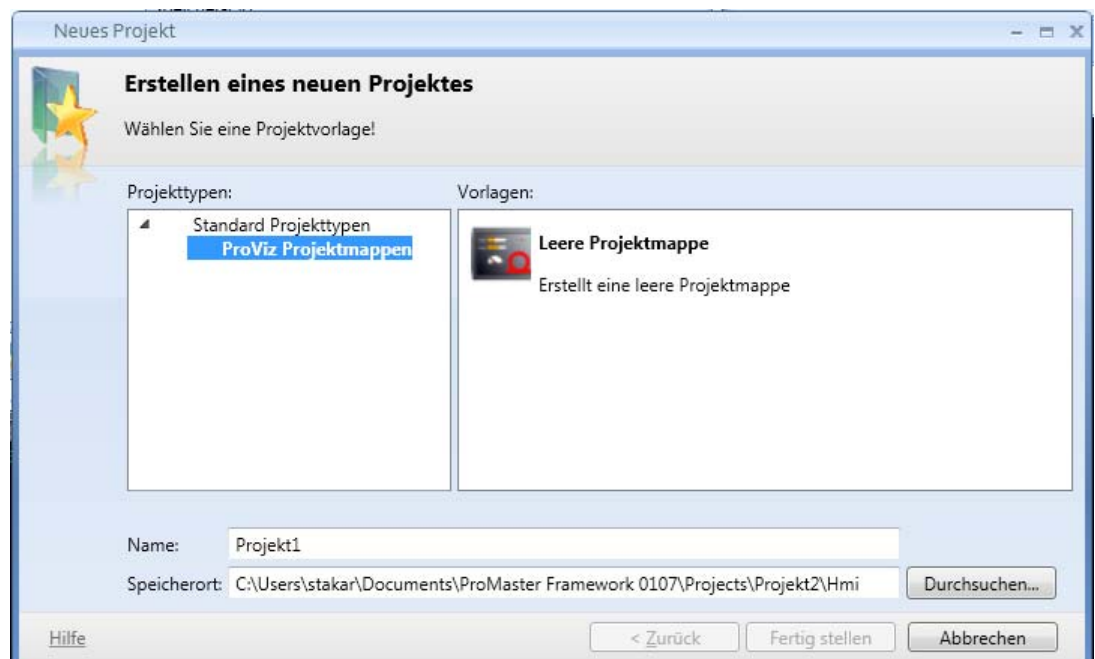 Neues Projekt
Erstellen eines neuen Projektes
Wählen Sie eine Projektvorlage!
Projekttypen:
Vorlagen:
Standard Projekttypen
ProViz Projektmappen
Leere Projektmappe
Erstellt eine leere Projektmappe
Name:
Projekt1
Speicherort:
C:\Users\stakar\Documents\ProMaster Framework 0107\Projects\Projekt2\Hmi
Durchsuchen...
Hilfe
< Zurück
Fertig stellen
Abbrechen